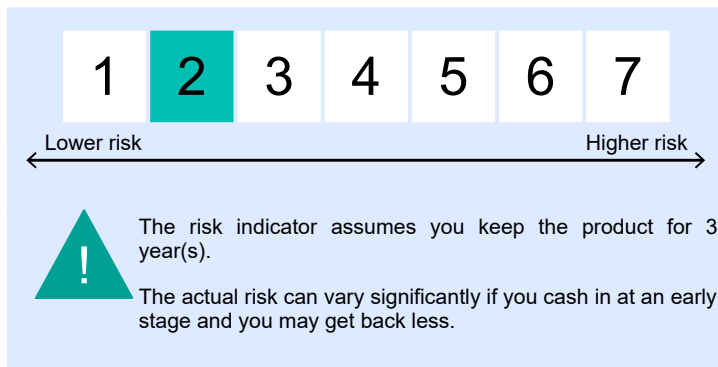 1 2 3 4 5 6 7
Lower risk Higher risk
The risk indicator assumes you keep the product for 3
year(s).
!
The actual risk can vary significantly if you cash in at an early
stage and you may get back less.